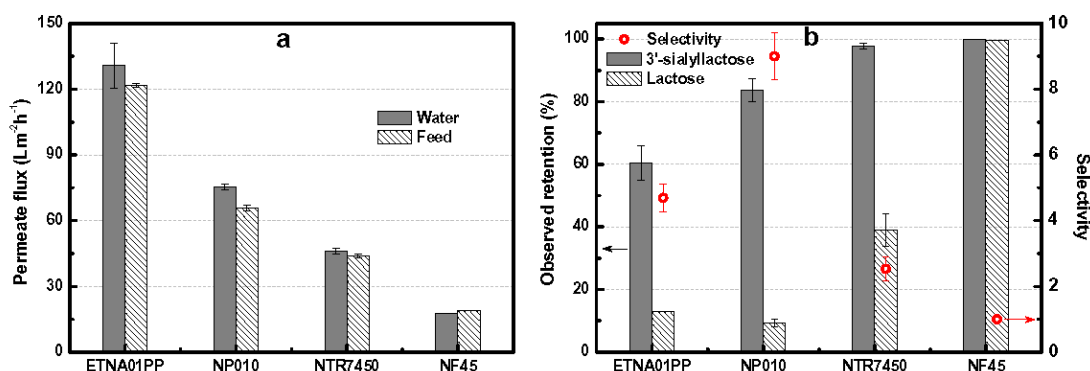 a
Permeate flux (Lm-2h-1)
150
120
90
60
30
0
Water
Feed
ETNA01PP NP010 NTR7450 NF45
b
Observed retention (%)
100
80
60
40
20
0
Selectivity
3'-sialyllactose
Lactose
10
8
6
4
2
0
Selectivity
ETNA01PP NP010 NTR7450 NF45